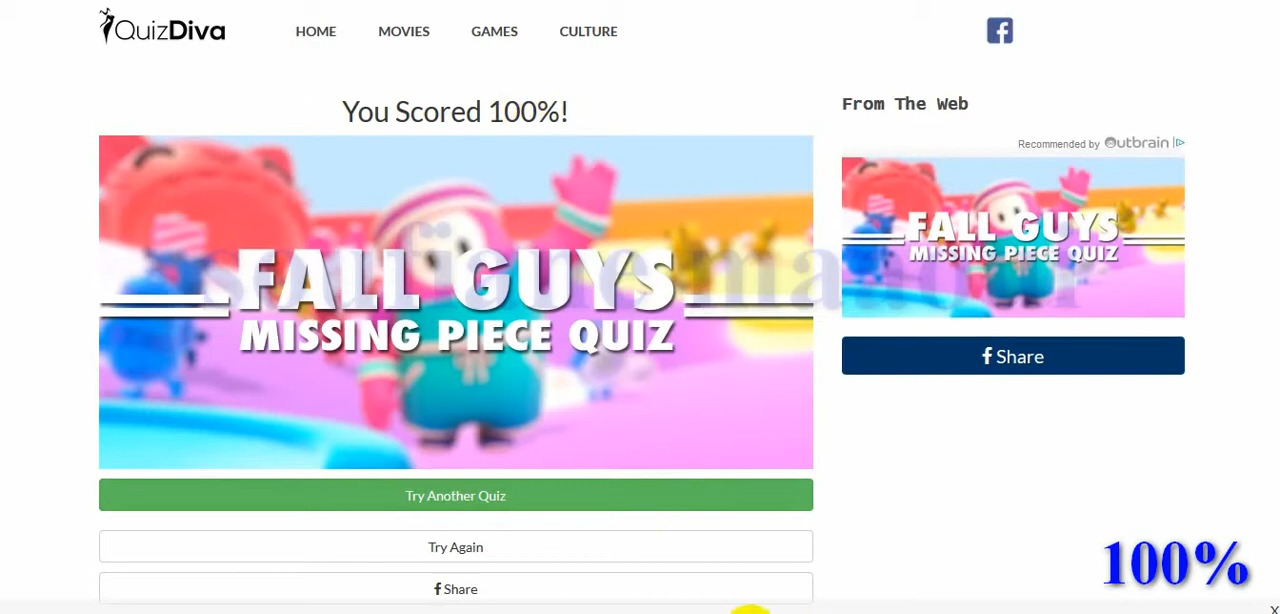 QuizDiva
HOME MOVIES GAMES CULTURE
f
You Scored 100%!
FALL GUYS
MISSING PIECE QUIZ
Try Another Quiz
Try Again
f Share
From The Web
Recommended by Outbrain
FALL GUYS
MISSING PIECE QUIZ
f Share
100%
x